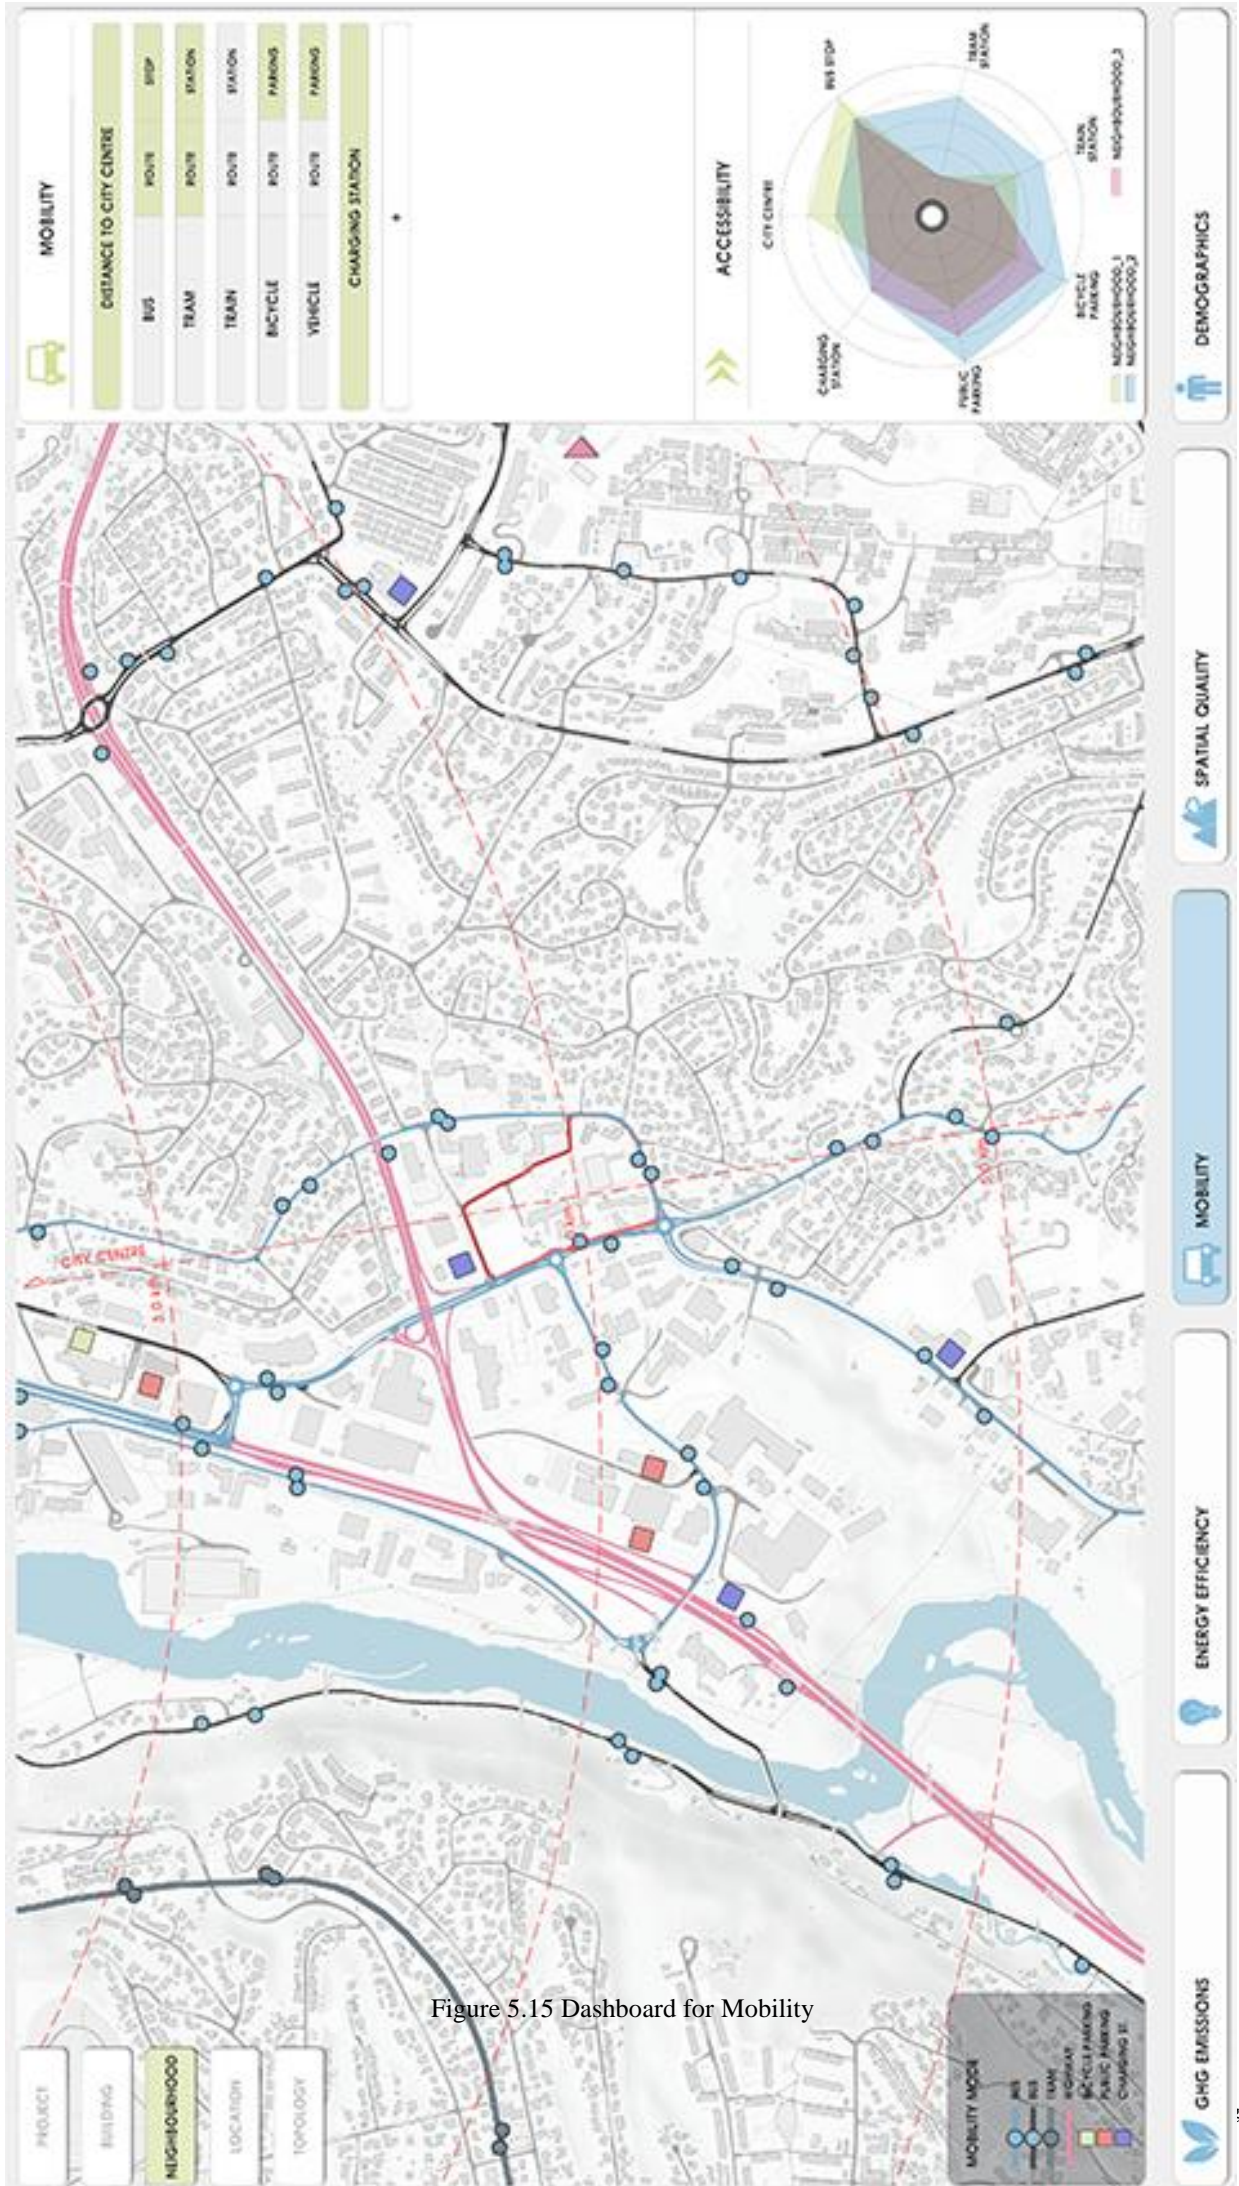 PROJECT
BUILDING
NEIGHBOURHOOD
LOCATION
TOPOLOGY
MOBILITY
DISTANCE TO CITY CENTRE
BUS ROUTE STOP
TRAM ROUTE STATION
TRAIN ROUTE STATION
BICYCLE ROUTE PARKING
VEHICLE ROUTE PARKING
CHARGING STATION
+
ACCESSIBILITY
CITY CENTRE
BUS STOP
TRAM
STATION
TRAIN
STATION
BICYCLE
PARKING
PUBLIC
PARKING
CHARGING
STATION
NEIGHBOURHOOD_1
NEIGHBOURHOOD_2
NEIGHBOURHOOD_3
CITY CENTRE
MOBILITY MODE
BUS
BUS
TRAM
HIGHWAY
BICYCLE PARKING
PUBLIC PARKING
CHARGING ST.
GHG EMISSIONS
ENERGY EFFICIENCY
MOBILITY
SPATIAL QUALITY
DEMOGRAPHICS
Figure 5.15 Dashboard for Mobility